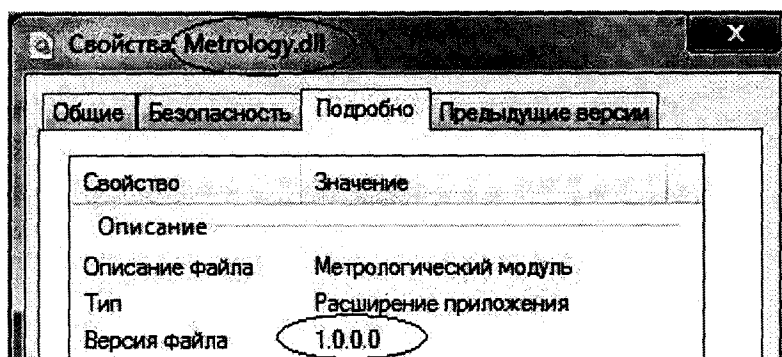 Свойства: Metrology.dll
X
Общие Безопасность Подробно Предыдущие версии
Свойство Значение
Описание
Описание файла Метрологический модуль
Тип Расширение приложения
Версия файла 1.0.0.0